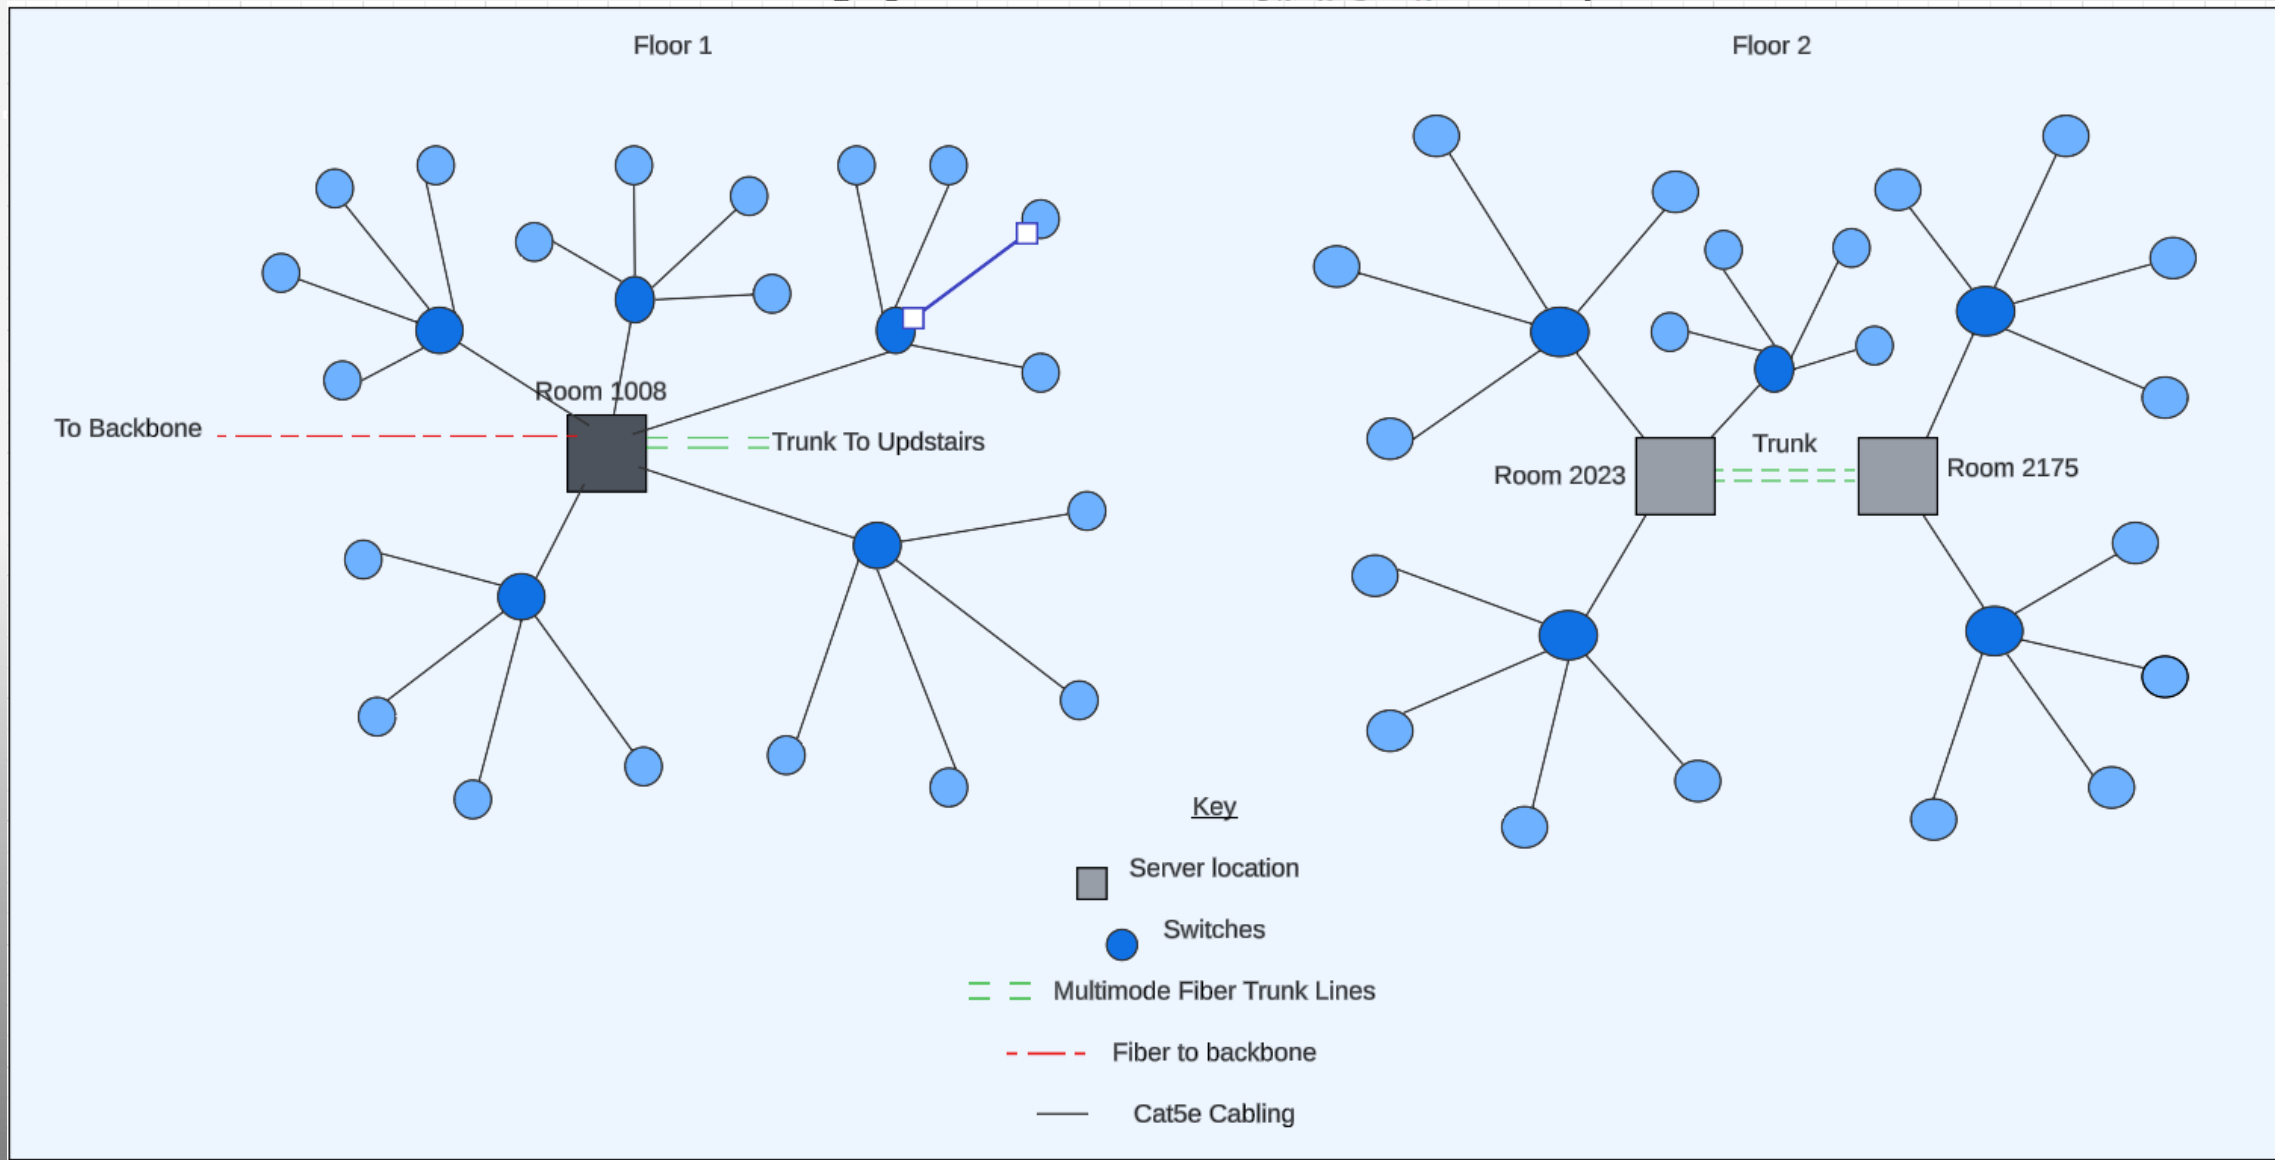 Floor 1
Floor 2
Room 1008
To Backbone
Trunk To Updstairs
Trunk
Room 2023
Room 2175
Key
Server location
Switches
Multimode Fiber Trunk Lines
Fiber to backbone
Cat5e Cabling